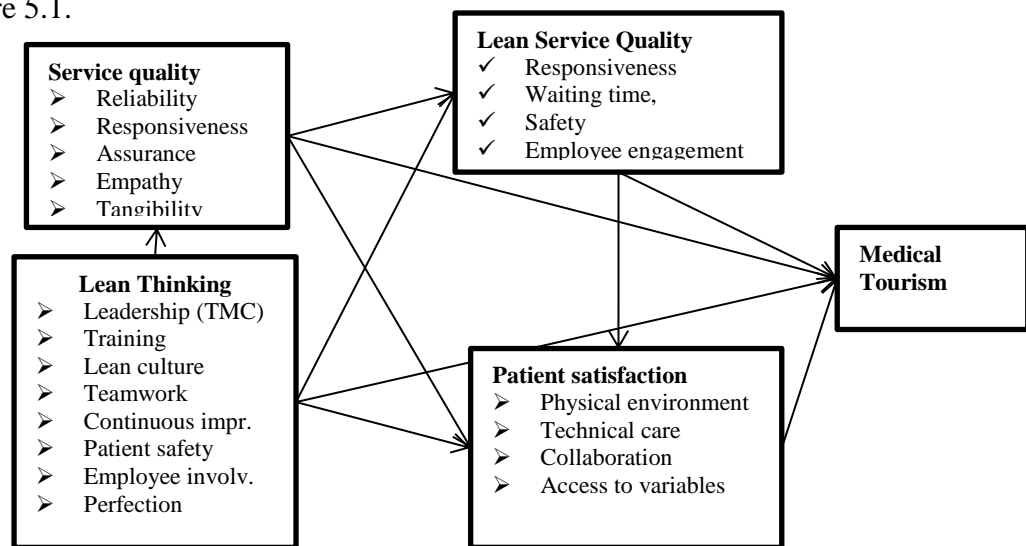 re 5.1.
Service quality
➢ Reliability
➢ Responsiveness
➢ Assurance
➢ Empathy
➢ Tangibility
Lean Service Quality
✓ Responsiveness
✓ Waiting time,
✓ Safety
✓ Employee engagement
Lean Thinking
➢ Leadership (TMC)
➢ Training
➢ Lean culture
➢ Teamwork
➢ Continuous impr.
➢ Patient safety
➢ Employee involv.
➢ Perfection
Patient satisfaction
➢ Physical environment
➢ Technical care
➢ Collaboration
➢ Access to variables
Medical
Tourism